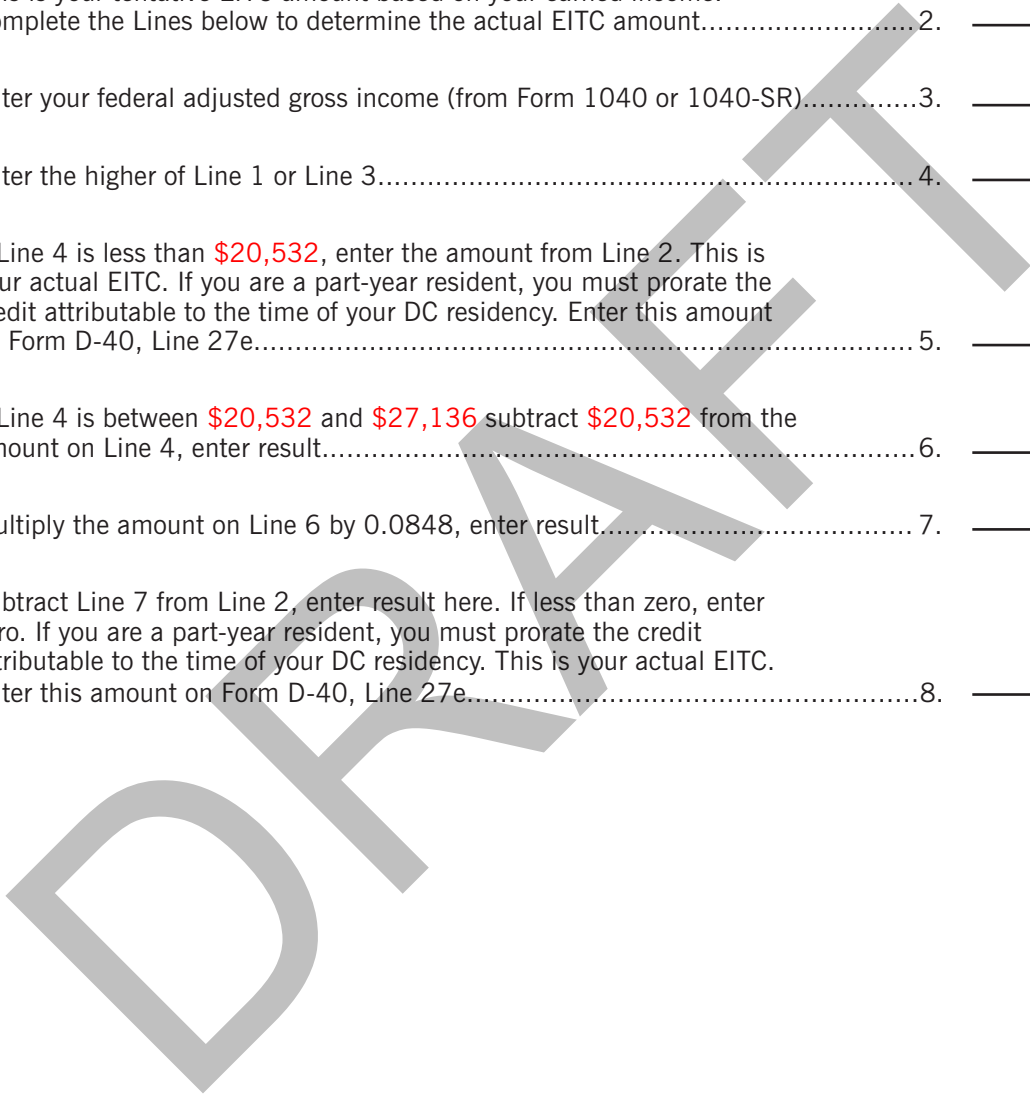 complete the Lines below to determine the actual EITC amount........................2.
ter your federal adjusted gross income (from Form 1040 or 1040-SR).............3.
ter the higher of Line 1 or Line 3............................................................4.
Line 4 is less than $20,532, enter the amount from Line 2. This is
ur actual EITC. If you are a part-year resident, you must prorate the
edit attributable to the time of your DC residency. Enter this amount
Form D-40, Line 27e..........................................................................5.
Line 4 is between $20,532 and $27,136 subtract $20,532 from the
nount on Line 4, enter result..................................................................6.
ultiply the amount on Line 6 by 0.0848, enter result...................................7.
btract Line 7 from Line 2, enter result here. If less than zero, enter
ro. If you are a part-year resident, you must prorate the credit
tributable to the time of your DC residency. This is your actual EITC.
ter this amount on Form D-40, Line 27e...................................................8.
DRAFT